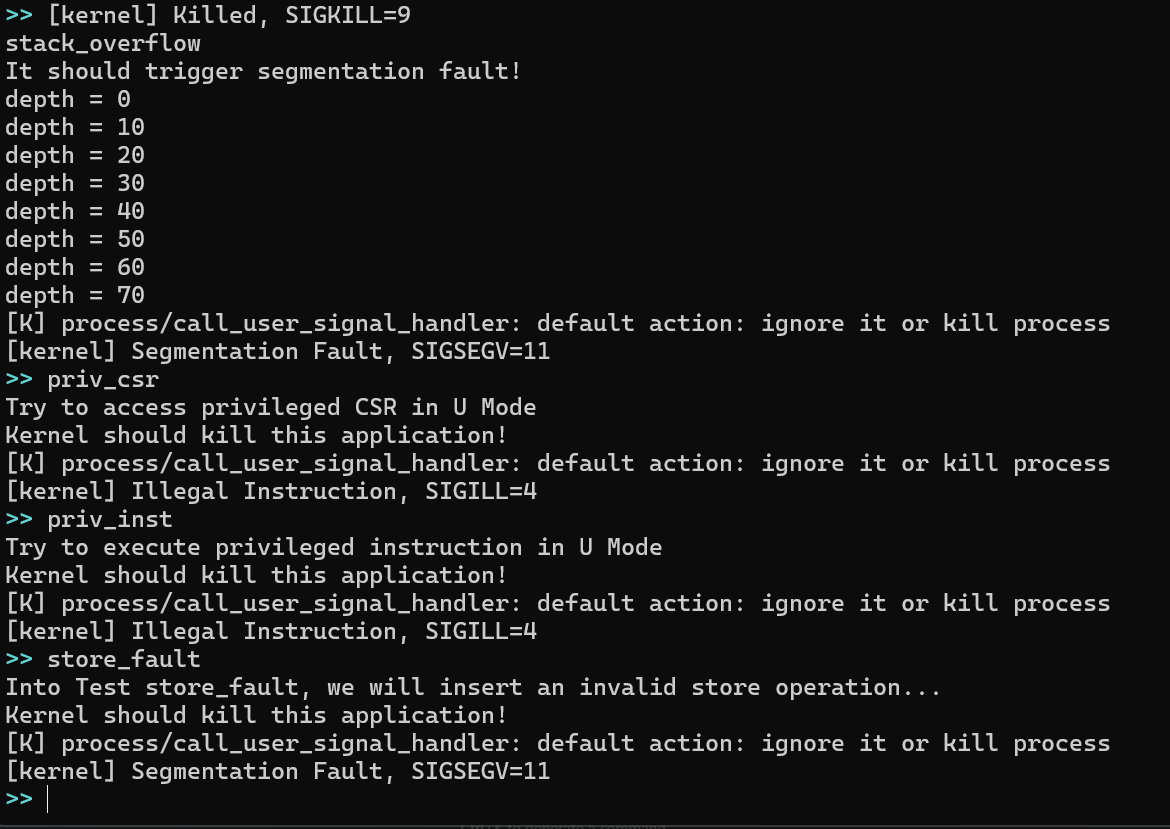 >> [kernel] Killed, SIGKILL=9
stack_overflow
It should trigger segmentation fault!
depth = 0
depth = 10
depth = 20
depth = 30
depth = 40
depth = 50
depth = 60
depth = 70
[K] process/call_user_signal_handler: default action: ignore it or kill process
[kernel] Segmentation Fault, SIGSEGV=11
>> priv_csr
Try to access privileged CSR in U Mode
Kernel should kill this application!
[K] process/call_user_signal_handler: default action: ignore it or kill process
[kernel] Illegal Instruction, SIGILL=4
>> priv_inst
Try to execute privileged instruction in U Mode
Kernel should kill this application!
[K] process/call_user_signal_handler: default action: ignore it or kill process
[kernel] Illegal Instruction, SIGILL=4
>> store_fault
Into Test store_fault, we will insert an invalid store operation...
Kernel should kill this application!
[K] process/call_user_signal_handler: default action: ignore it or kill process
[kernel] Segmentation Fault, SIGSEGV=11
>>